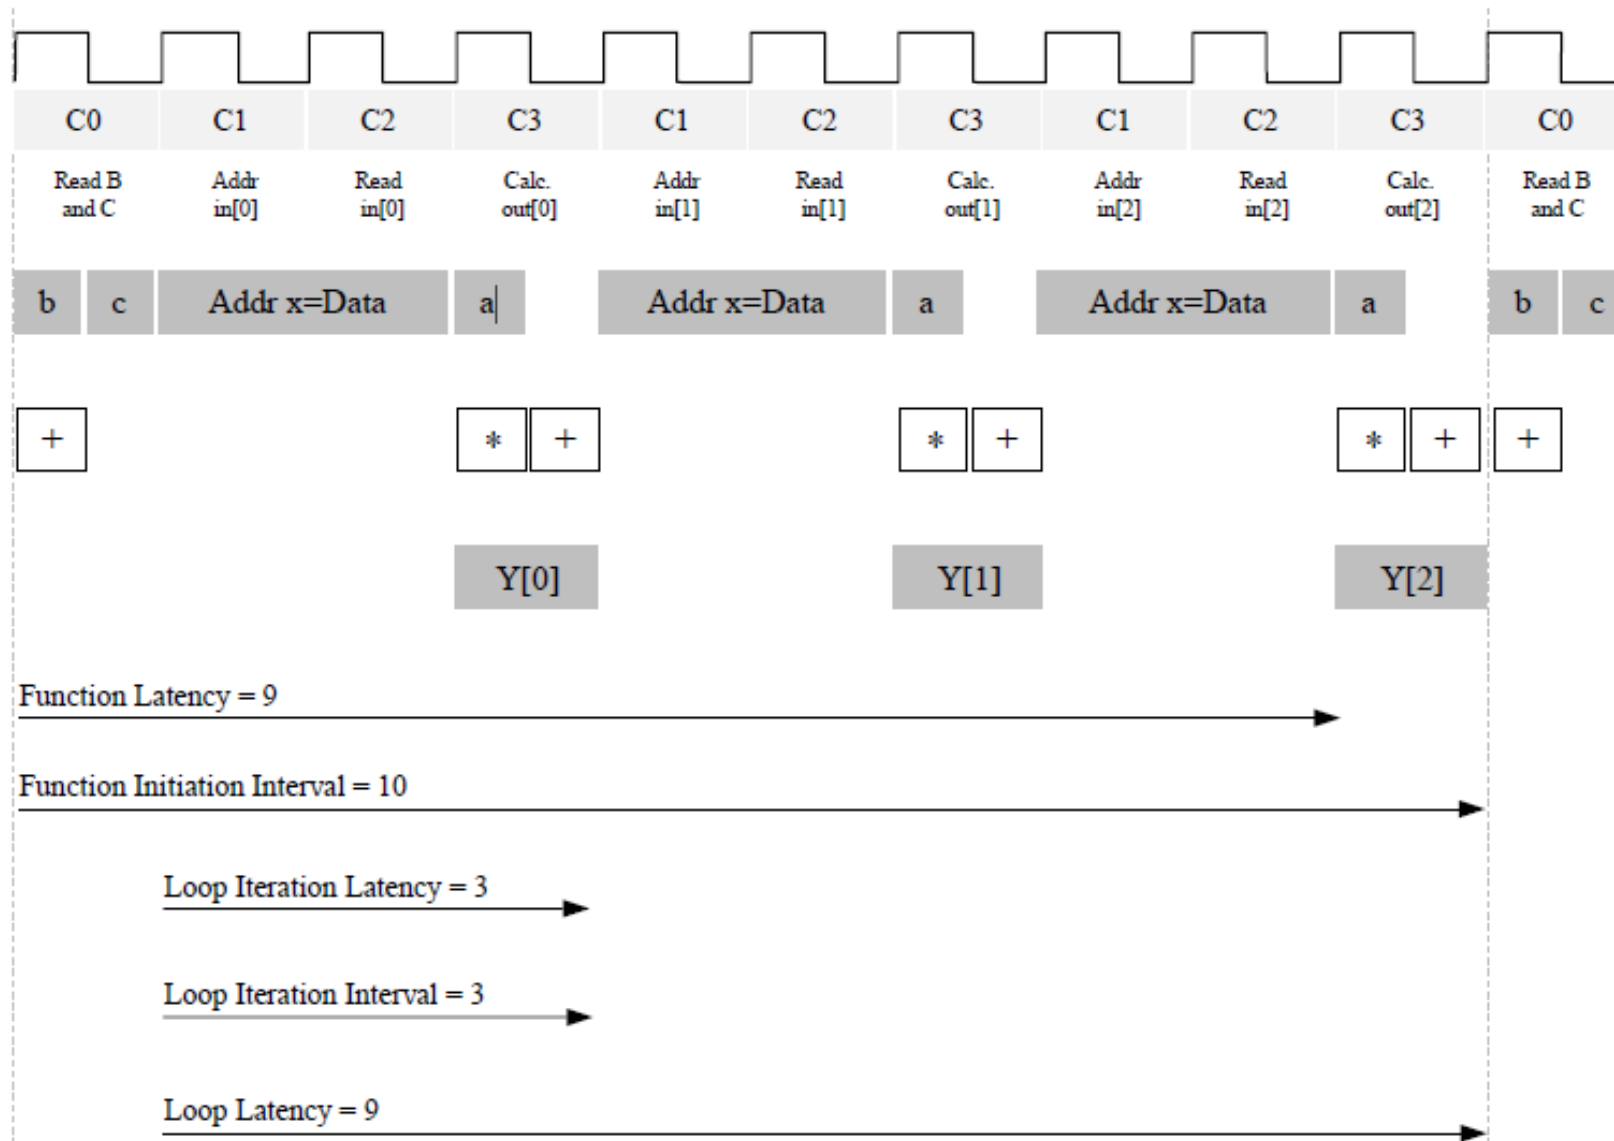 C0 C1 C2 C3 C1 C2 C3 C1 C2 C3 C0
Read B Addr Read Calc. Addr Read Calc. Addr Read Calc. Read B
and C in[0] in[0] out[0] in[1] in[1] out[1] in[2] in[2] out[2] and C
b c Addr x=Data a Addr x=Data a Addr x=Data a b c
+ * + * + * + +
Y[0] Y[1] Y[2]
Function Latency = 9
Function Initiation Interval = 10
Loop Iteration Latency = 3
Loop Iteration Interval = 3
Loop Latency = 9